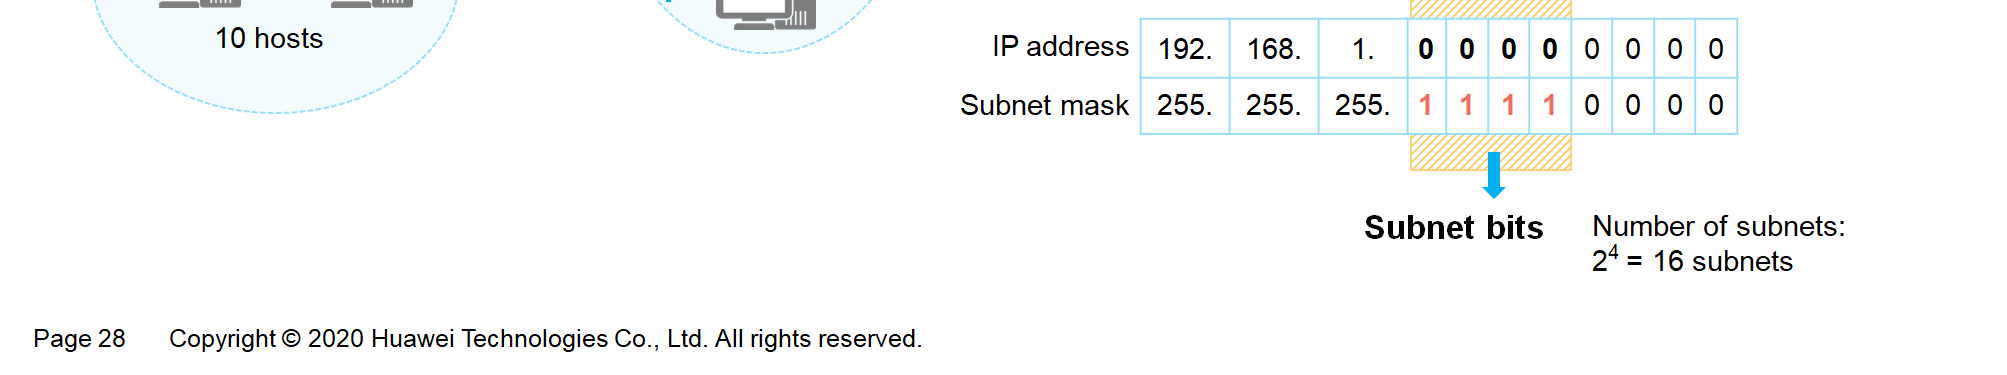 10 hosts
IP address 192. 168. 1. 0 0 0 0 0 0 0 0
Subnet mask 255. 255. 255. 1 1 1 1 0 0 0 0
Subnet bits
Number of subnets:
2⁴ = 16 subnets
Page 28 Copyright © 2020 Huawei Technologies Co., Ltd. All rights reserved.